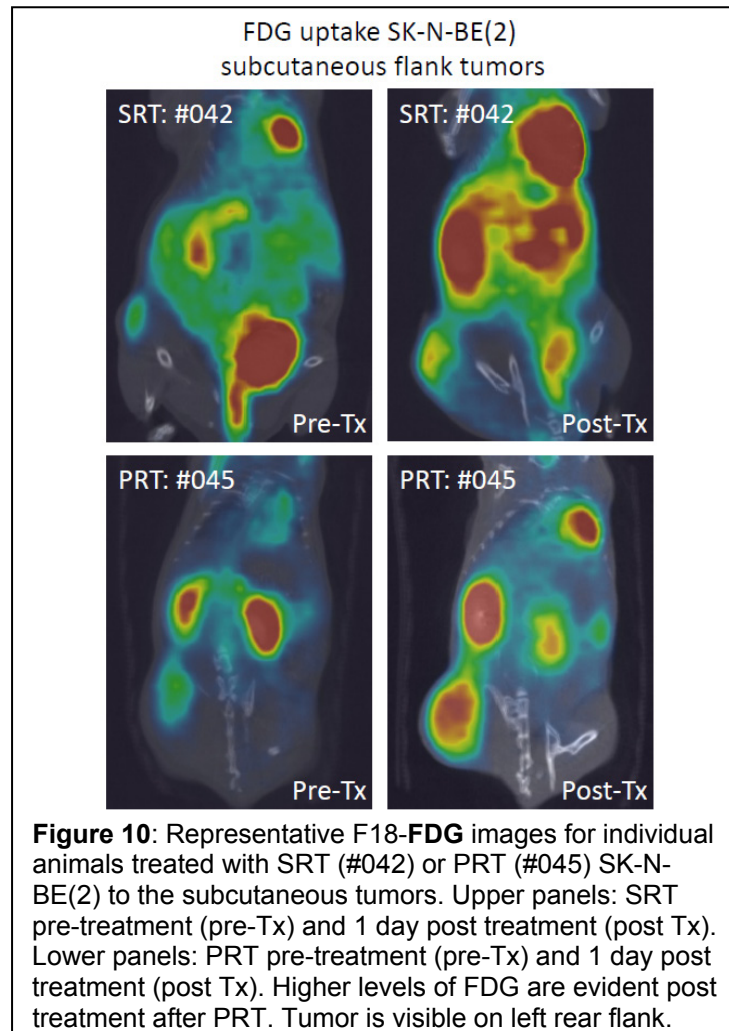 FDG uptake SK-N-BE(2)
subcutaneous flank tumors
SRT: #042
SRT: #042
Pre-Tx
Post-Tx
PRT: #045
PRT: #045
Pre-Tx
Post-Tx
Figure 10: Representative F18-FDG images for individual
animals treated with SRT (#042) or PRT (#045) SK-N-
BE(2) to the subcutaneous tumors. Upper panels: SRT
pre-treatment (pre-Tx) and 1 day post treatment (post Tx).
Lower panels: PRT pre-treatment (pre-Tx) and 1 day post
treatment (post Tx). Higher levels of FDG are evident post
treatment after PRT. Tumor is visible on left rear flank.